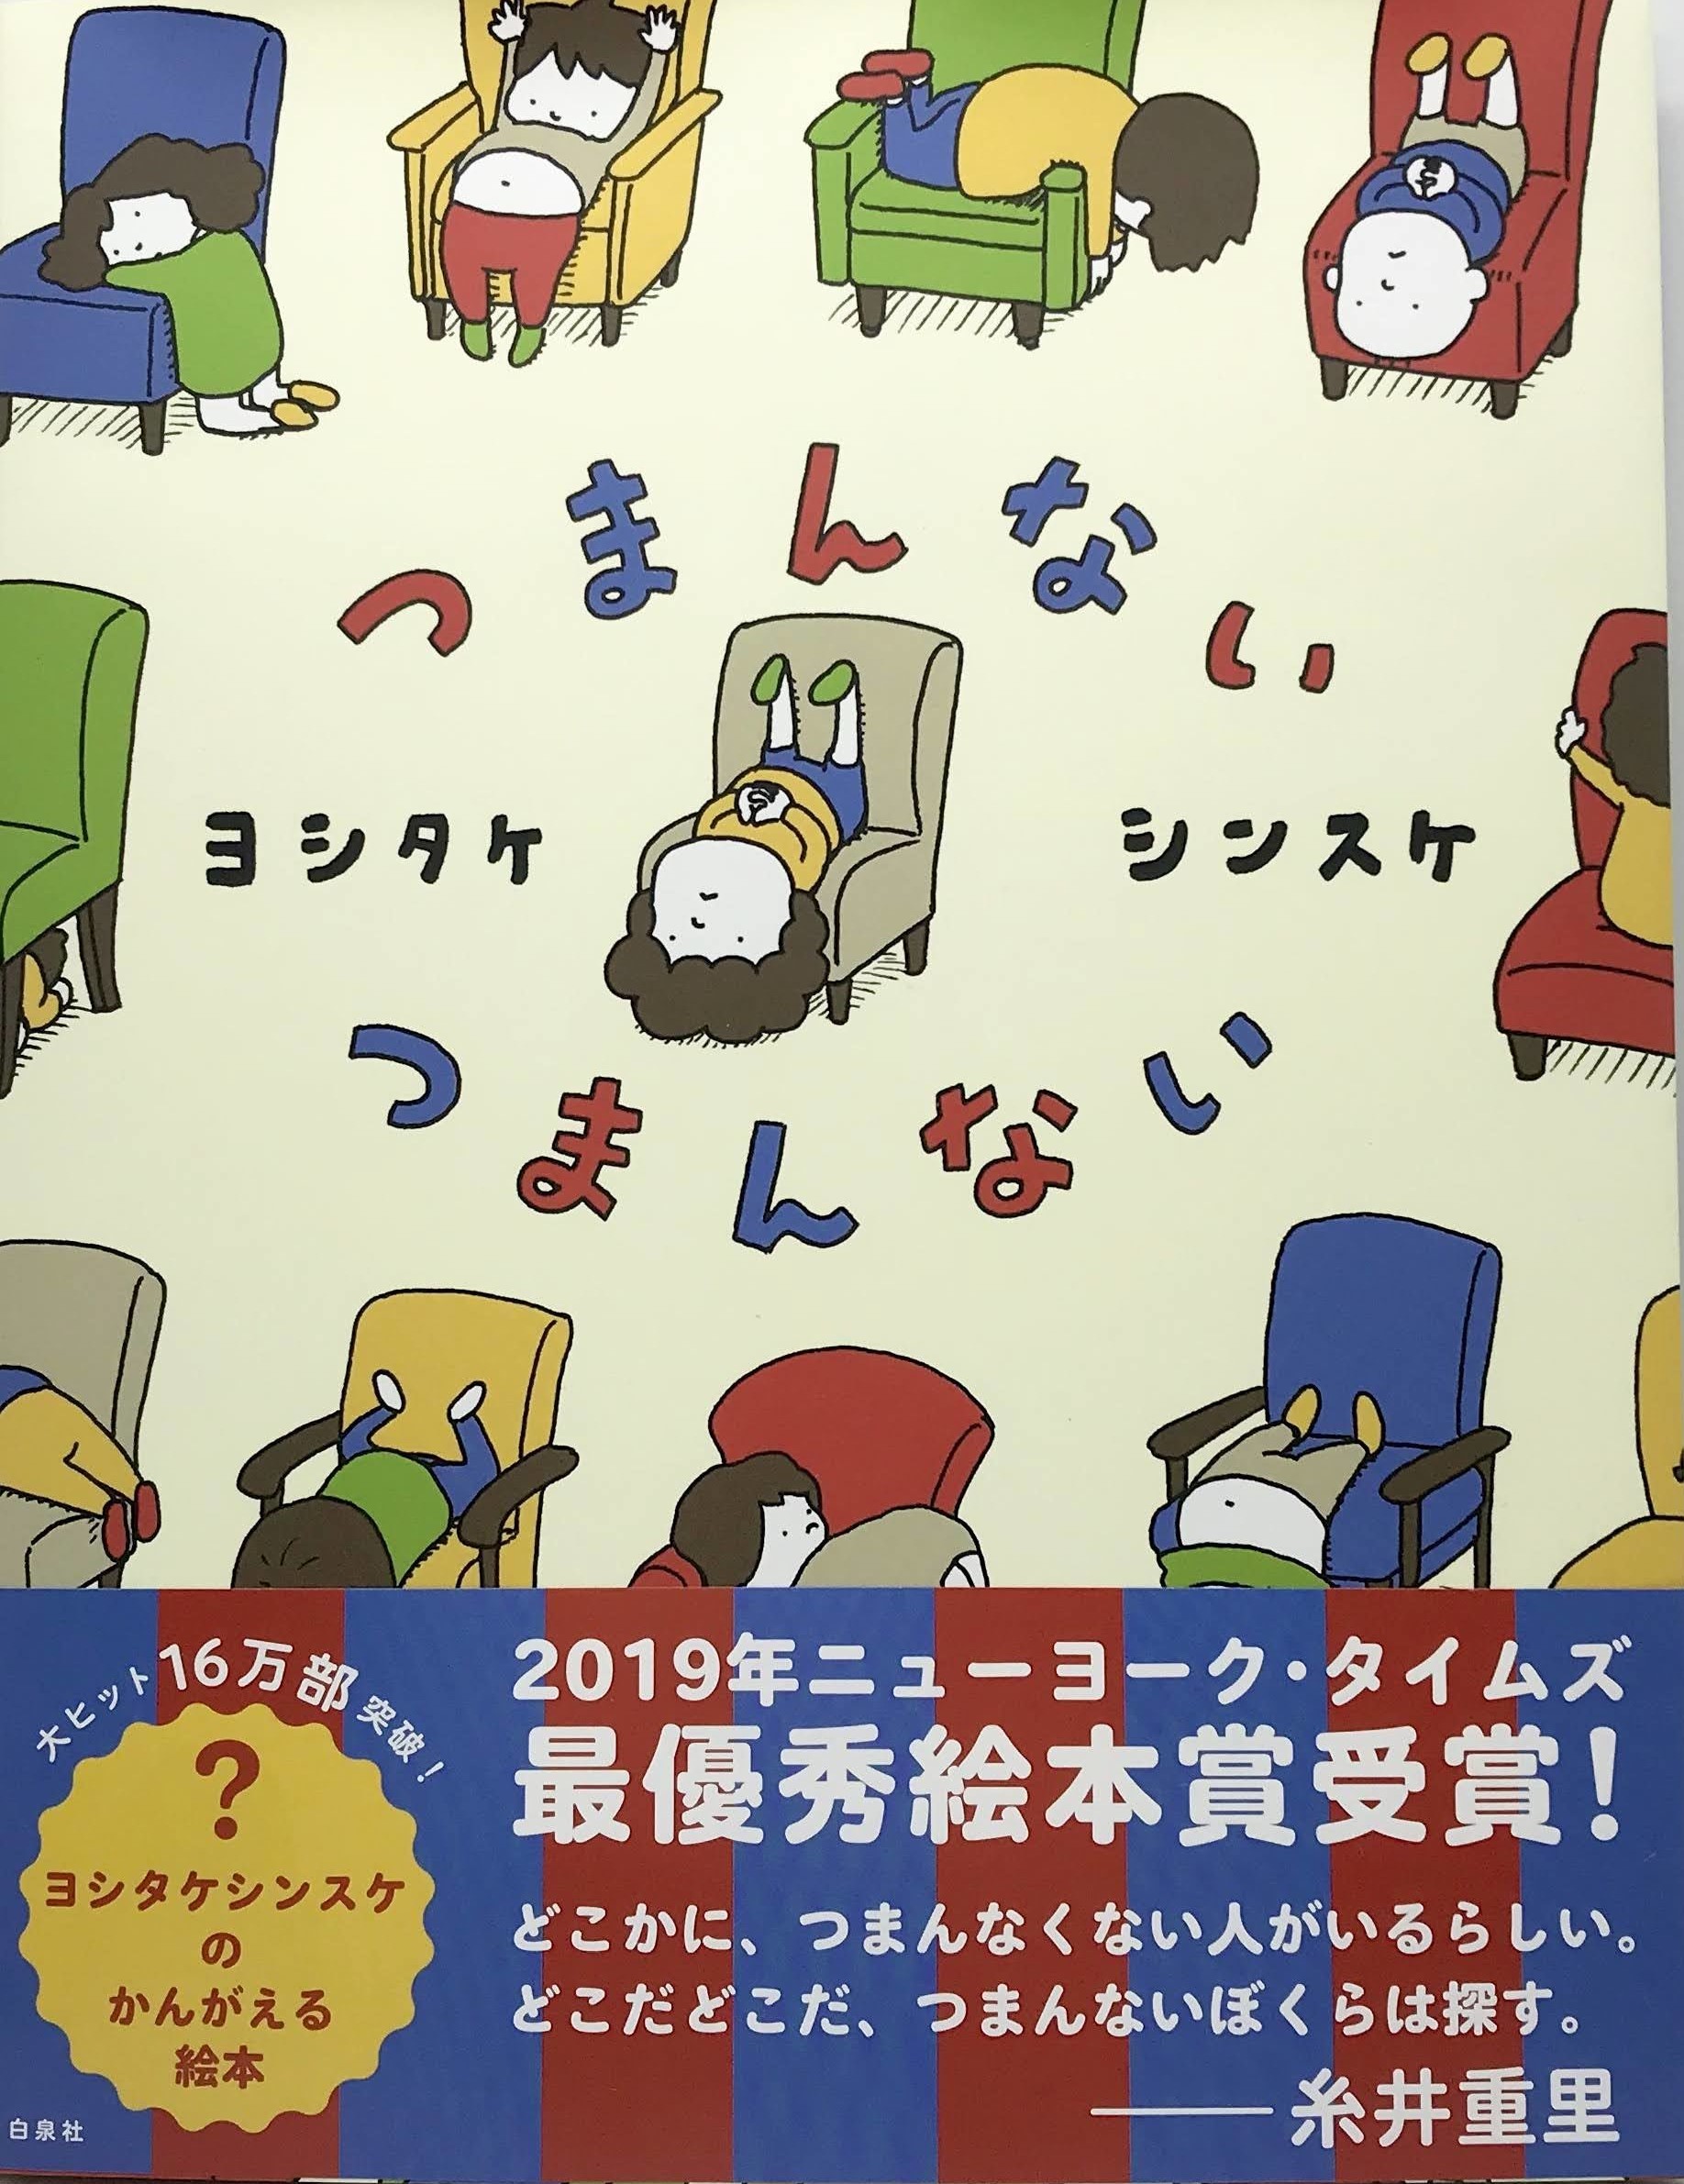 つまんない
ヨシタケ シンスケ
つまんない
大ヒット16万部突破!
?
ヨシタケシンスケ
の
かんがえる
絵本
白泉社
2019年ニューヨーク・タイムズ
最優秀絵本賞受賞!
どこかに、つまんなくない人がいるらしい。
どこだどこだ、つまんないぼくらは探す。
――糸井重里